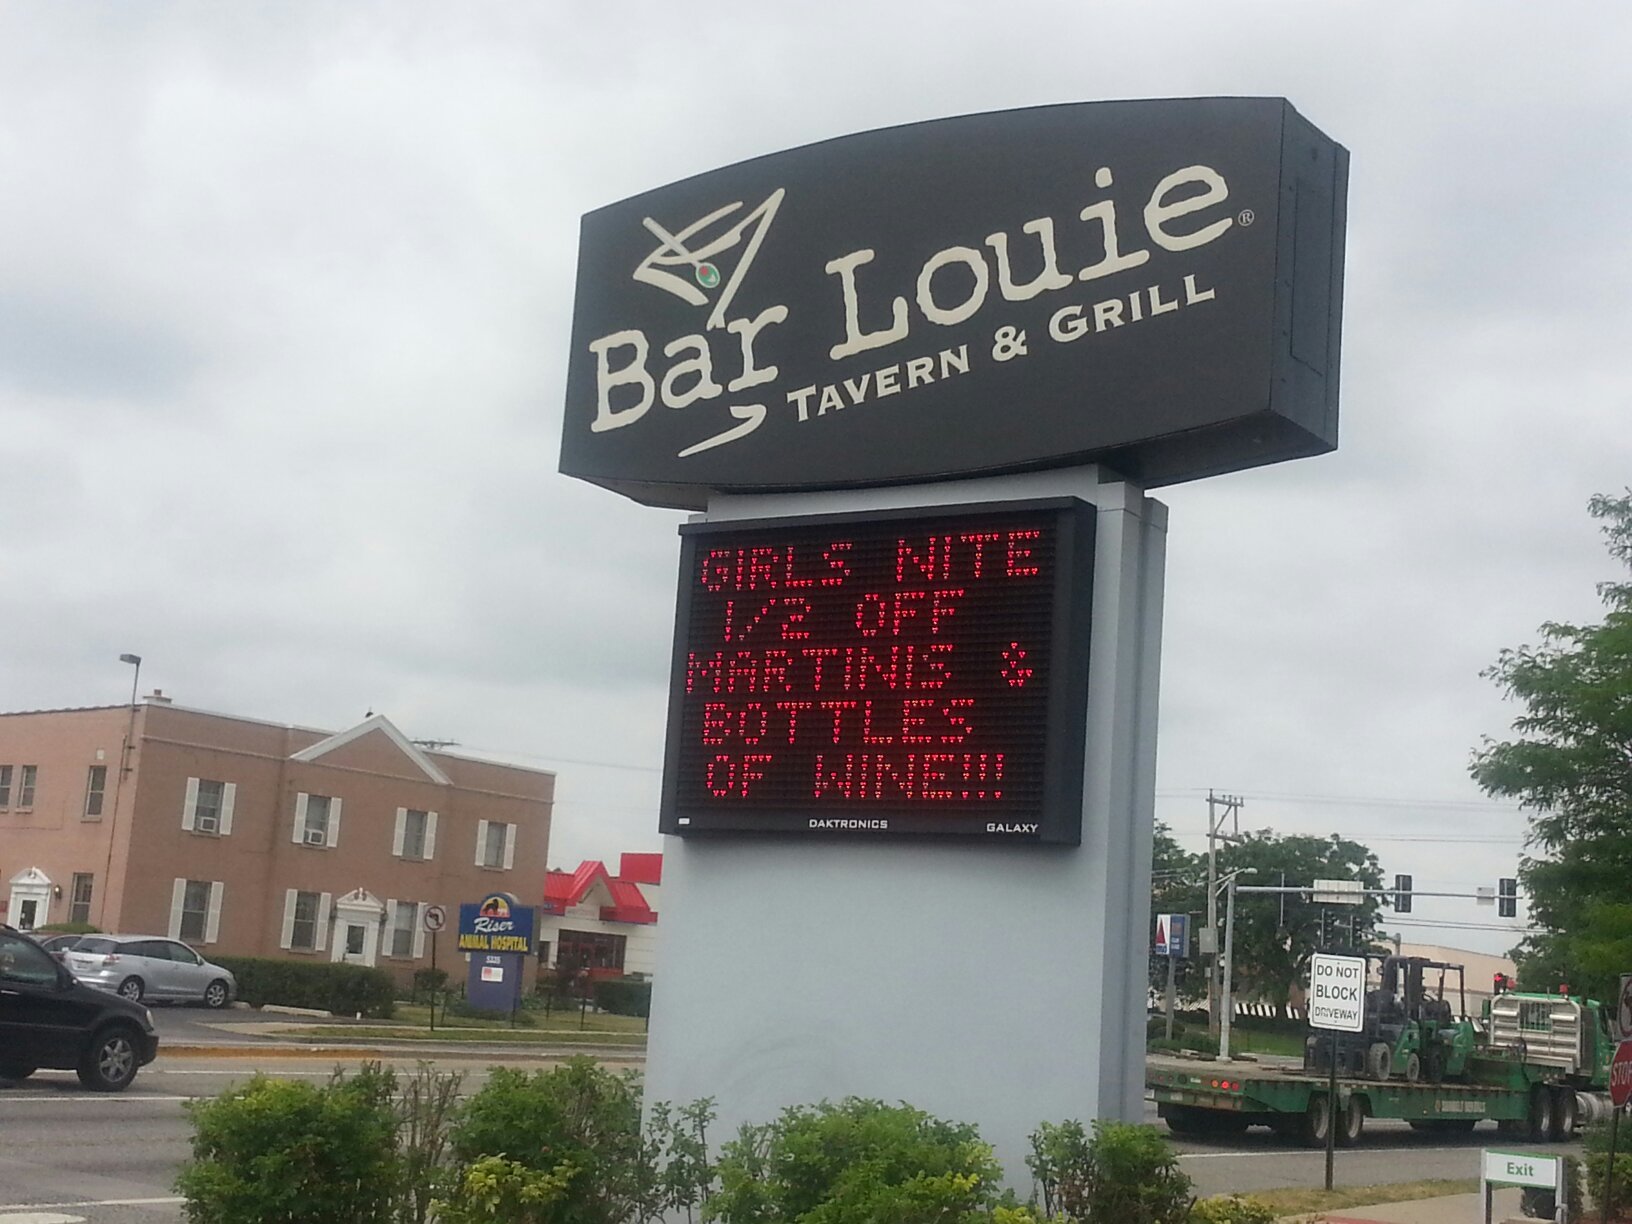 Bar Louie®
TAVERN & GRILL
GIRLS NITE
1/2 OFF
MARTINIS &
BOTTLES
OF WINE!!!
DAKTRONICS GALAXY
Riser
ANIMAL HOSPITAL
5335
DO NOT
BLOCK
DRIVEWAY
STOP
Exit